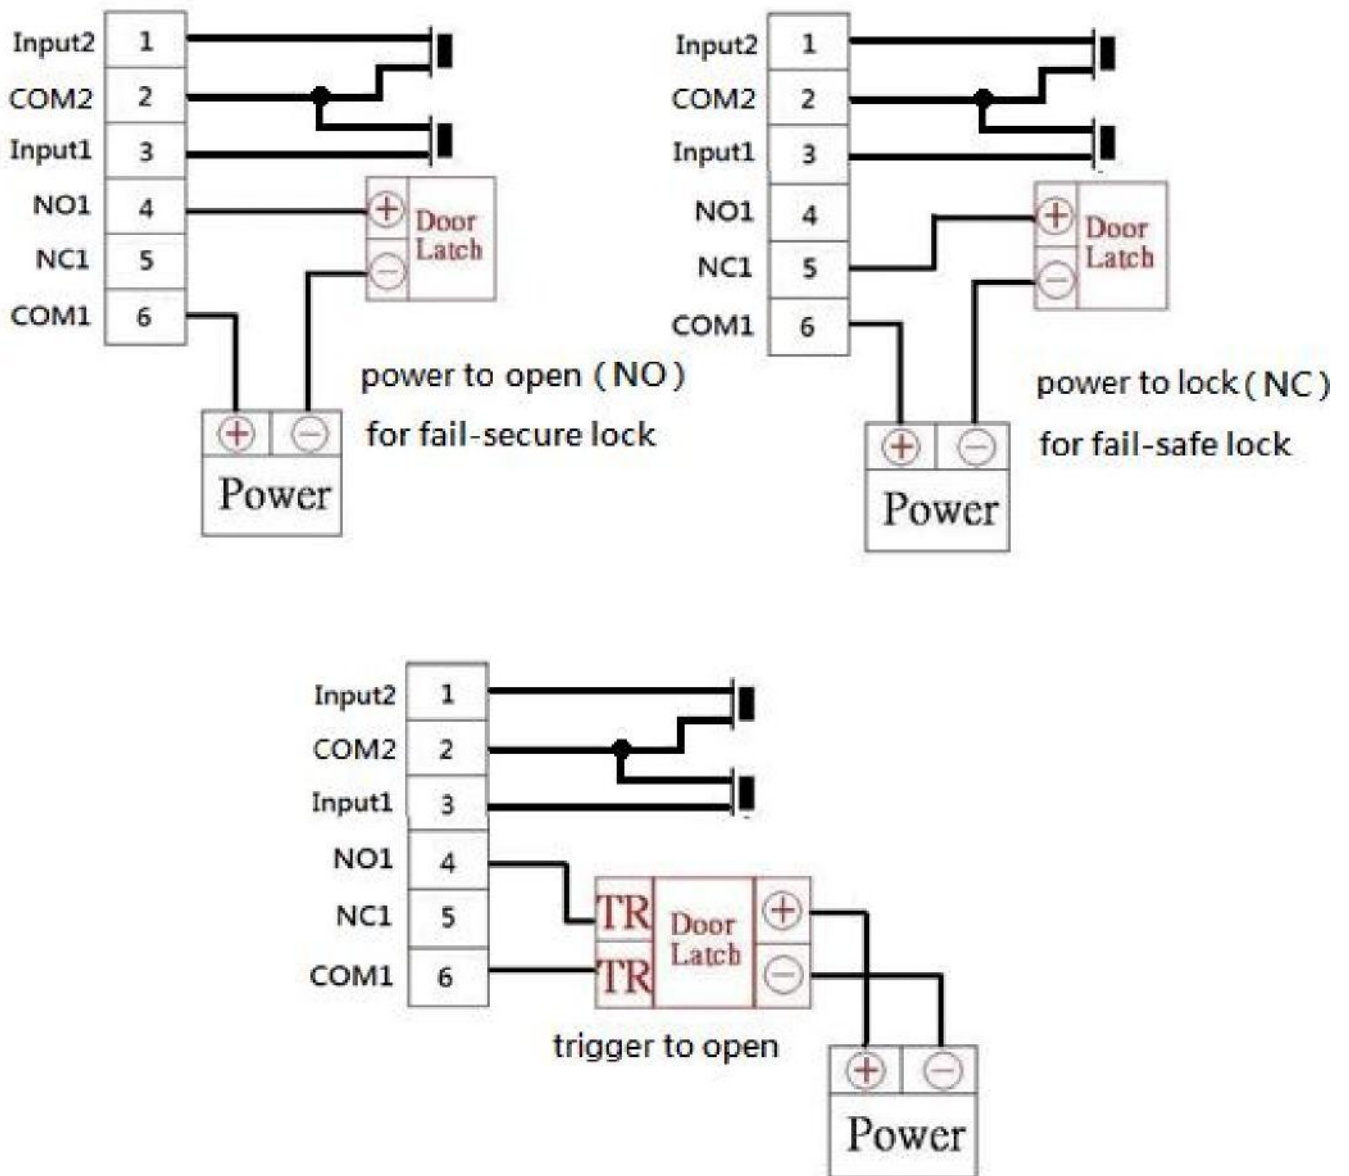 Input2 1
COM2 2
Input1 3
NO1 4
NC1 5
COM1 6
+ Door
− Latch
power to open (NO)
for fail-secure lock
+ −
Power
Input2 1
COM2 2
Input1 3
NO1 4
NC1 5
COM1 6
+ Door
− Latch
power to lock (NC)
for fail-safe lock
+ −
Power
Input2 1
COM2 2
Input1 3
NO1 4
NC1 5
COM1 6
TR Door +
TR Latch −
trigger to open
+ −
Power